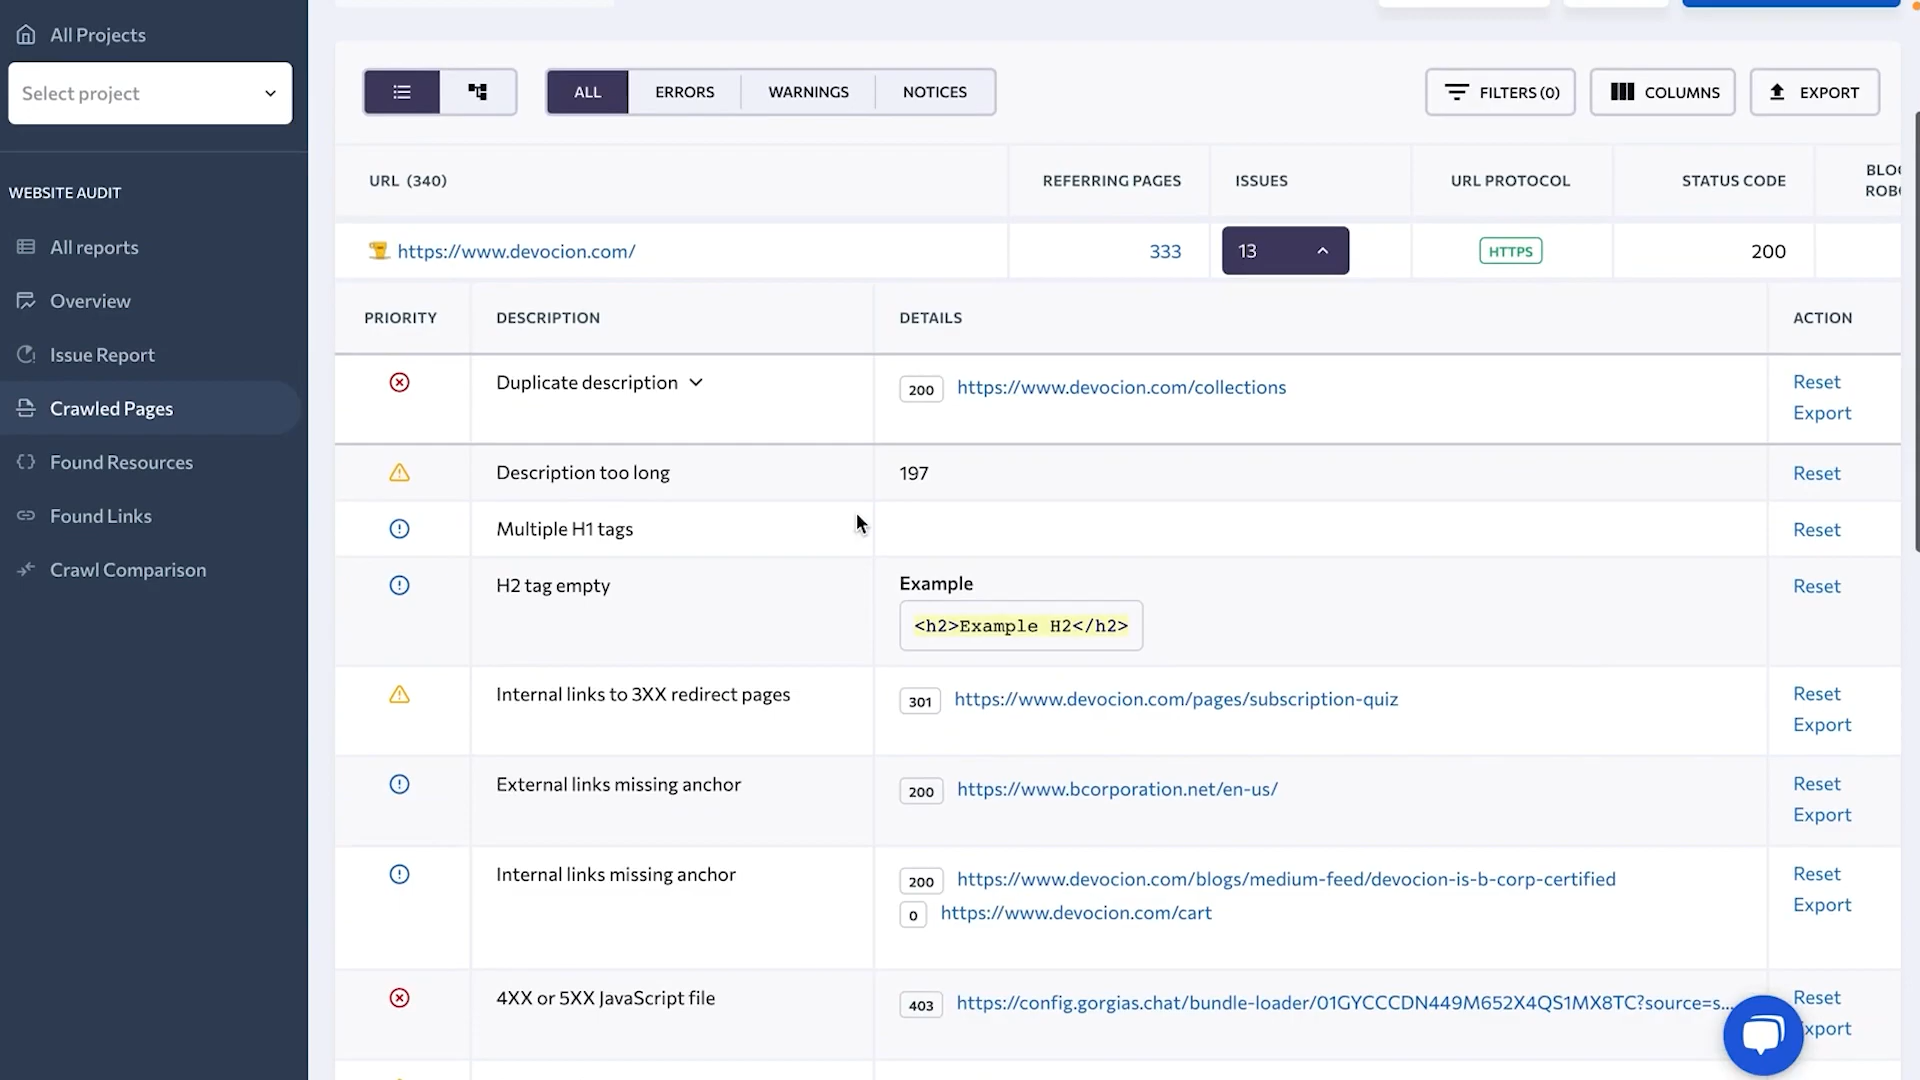 All Projects
Select project
WEBSITE AUDIT
All reports
Overview
Issue Report
Crawled Pages
Found Resources
Found Links
Crawl Comparison
ALL
ERRORS
WARNINGS
NOTICES
FILTERS (0)
COLUMNS
EXPORT
URL (340)
REFERRING PAGES
ISSUES
URL PROTOCOL
STATUS CODE
https://www.devocion.com/
333
13
HTTPS
200
PRIORITY
DESCRIPTION
DETAILS
ACTION
Duplicate description
200 https://www.devocion.com/collections
Reset
Export
Description too long
197
Reset
Multiple H1 tags
Reset
H2 tag empty
Example
<h2>Example H2</h2>
Reset
Internal links to 3XX redirect pages
301 https://www.devocion.com/pages/subscription-quiz
Reset
Export
External links missing anchor
200 https://www.bcorporation.net/en-us/
Reset
Export
Internal links missing anchor
200 https://www.devocion.com/blogs/medium-feed/devocion-is-b-corp-certified
0 https://www.devocion.com/cart
Reset
Export
4XX or 5XX JavaScript file
403 https://config.gorgias.chat/bundle-loader/01GYCCCDN449M652X4QS1MX8TC?source=s...
Reset
xport